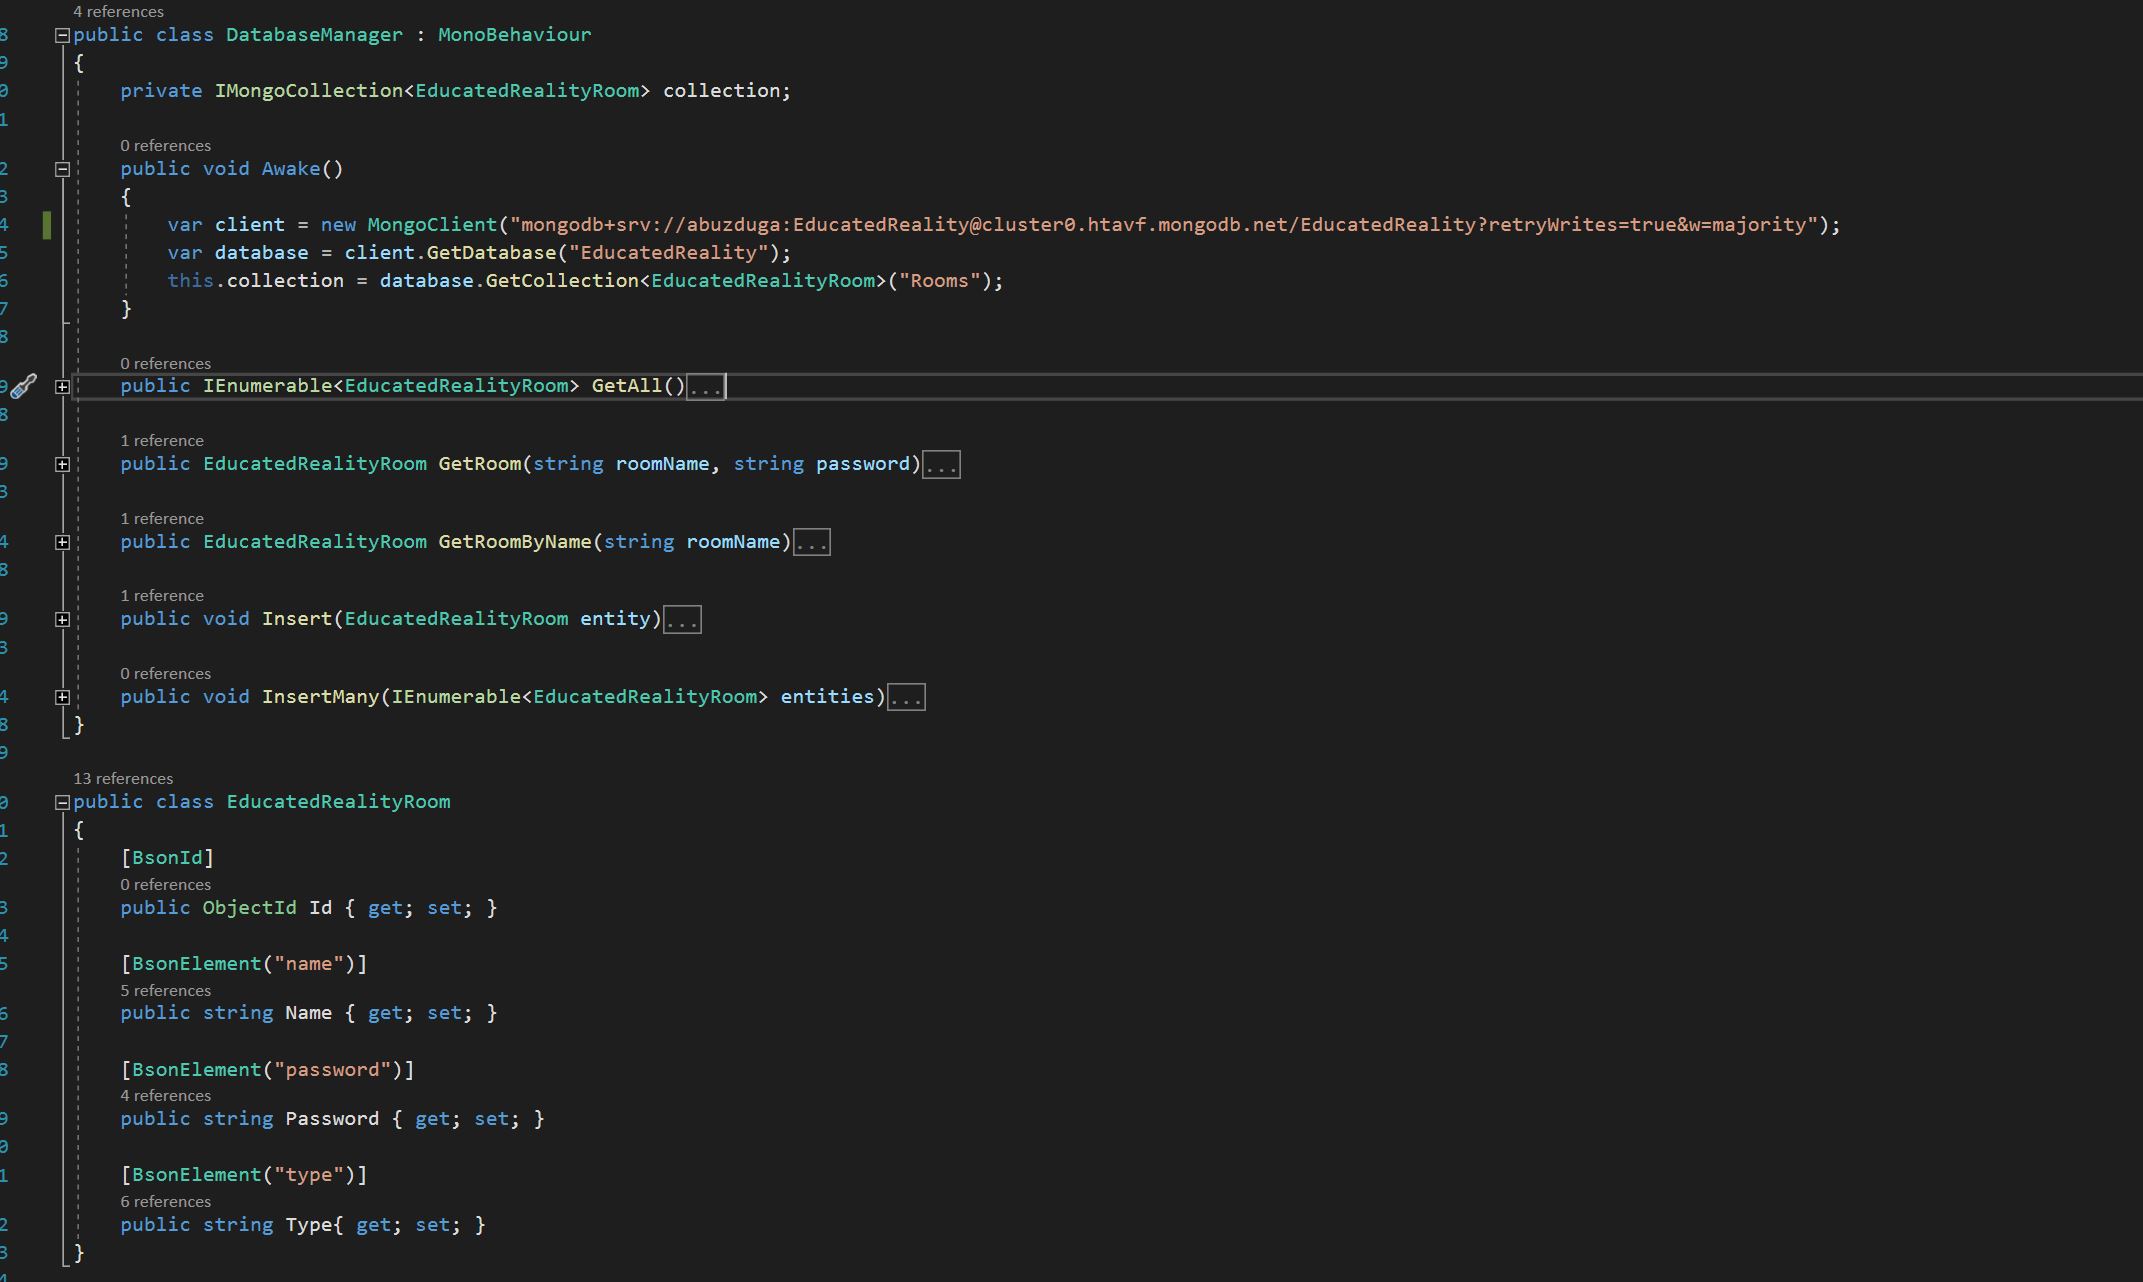 4 references
8 public class DatabaseManager : MonoBehaviour
9 {
0 private IMongoCollection<EducatedRealityRoom> collection;
1
0 references
2 public void Awake()
3 {
4 var client = new MongoClient("mongodb+srv://abuzduga:EducatedReality@cluster0.htavf.mongodb.net/EducatedReality?retryWrites=true&w=majority");
5 var database = client.GetDatabase("EducatedReality");
6 this.collection = database.GetCollection<EducatedRealityRoom>("Rooms");
7 }
8
0 references
9 public IEnumerable<EducatedRealityRoom> GetAll()...
8
1 reference
9 public EducatedRealityRoom GetRoom(string roomName, string password)...
3
1 reference
4 public EducatedRealityRoom GetRoomByName(string roomName)...
8
1 reference
9 public void Insert(EducatedRealityRoom entity)...
3
0 references
4 public void InsertMany(IEnumerable<EducatedRealityRoom> entities)...
8 }
9
13 references
0 public class EducatedRealityRoom
1 {
2 [BsonId]
0 references
3 public ObjectId Id { get; set; }
4
5 [BsonElement("name")]
5 references
6 public string Name { get; set; }
7
8 [BsonElement("password")]
4 references
9 public string Password { get; set; }
0
1 [BsonElement("type")]
6 references
2 public string Type{ get; set; }
3 }
4